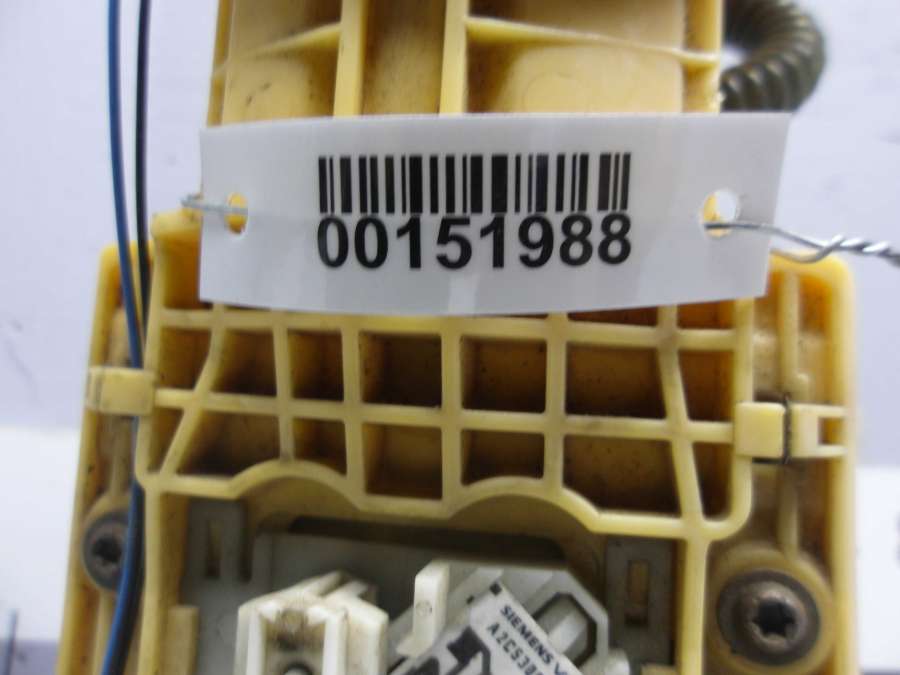 00151988
SIEMENS V
A2C53